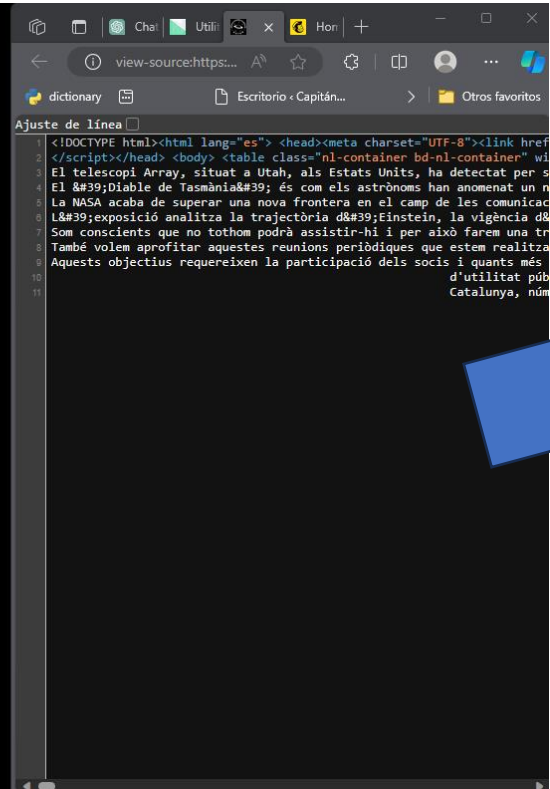 Chat
Utilit
Hom
view-source:https:...
dictionary
Escritorio < Capitán...
Otros favoritos
Ajuste de línea
1 <!DOCTYPE html><html lang="es"> <head><meta charset="UTF-8"><link href
2 </script></head> <body> <table class="nl-container bd-nl-container" wi
3 El telescopi Array, situat a Utah, als Estats Units, ha detectat per s
4 El &#39;Diable de Tasmània&#39; és com els astrònoms han anomenat un n
5 La NASA acaba de superar una nova frontera en el camp de les comunicac
6 L&#39;exposició analitza la trajectòria d&#39;Einstein, la vigència d&
7 Som conscients que no tothom podrà assistir-hi i per això farem una tr
8 També volem aprofitar aquestes reunions periòdiques que estem realitza
9 Aquests objectius requereixen la participació dels socis i quants més
10 d'utilitat púb
11 Catalunya, núm